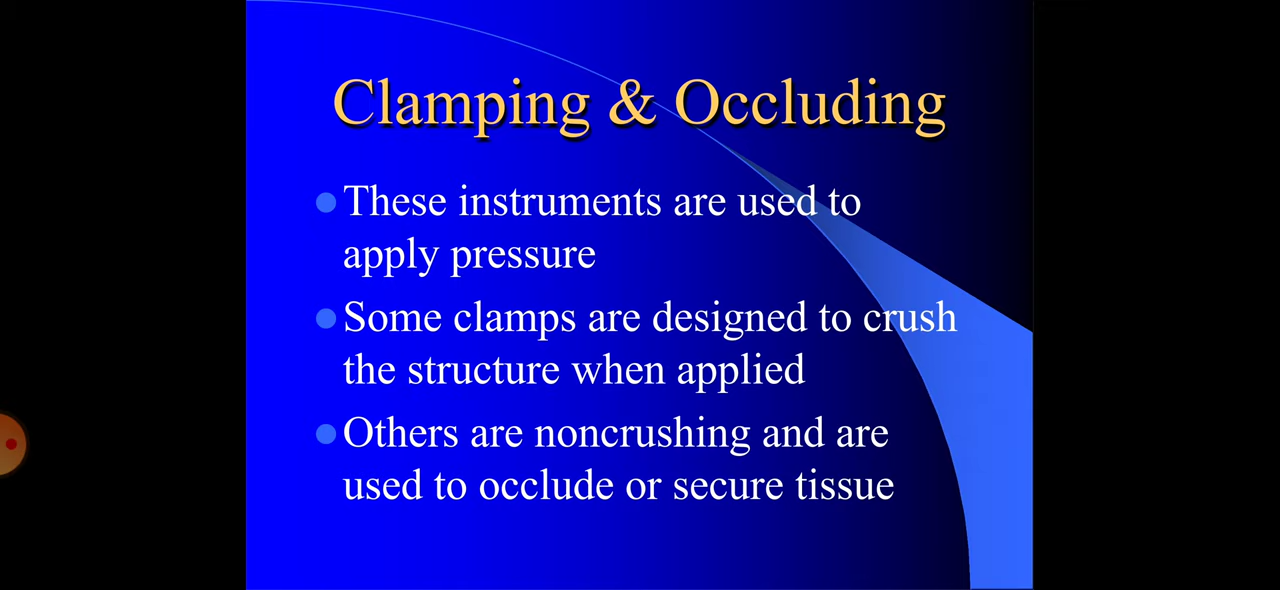 Clamping & Occluding
These instruments are used to
apply pressure
Some clamps are designed to crush
the structure when applied
Others are noncrushing and are
used to occlude or secure tissue